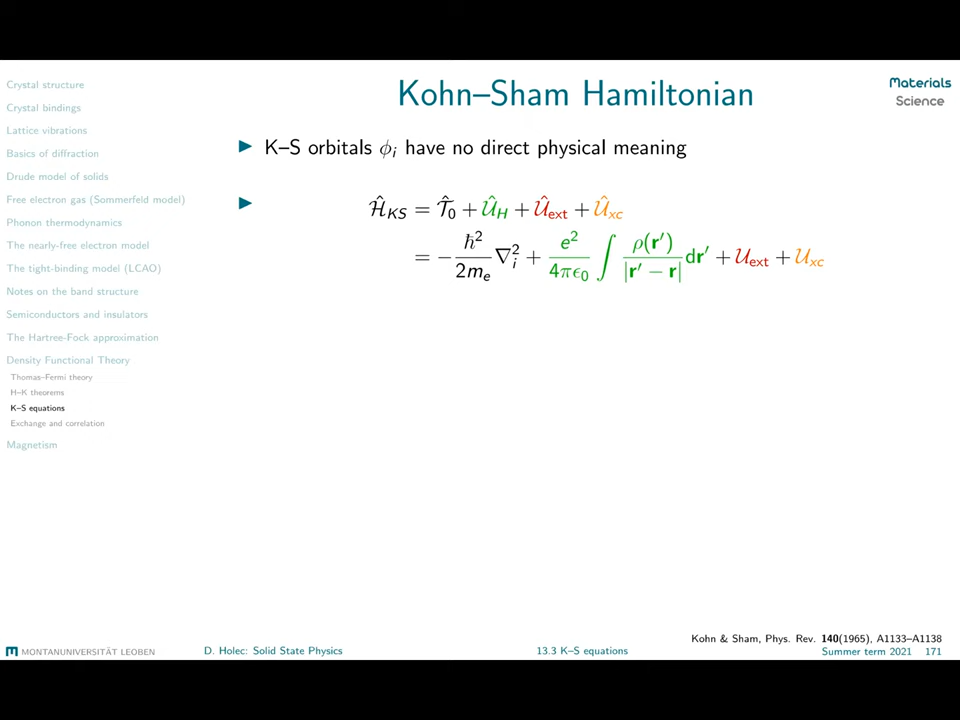 Kohn–Sham Hamiltonian
Materials
Science
Crystal structure
Crystal bindings
Lattice vibrations
Basics of diffraction
Drude model of solids
Free electron gas (Sommerfeld model)
Phonon thermodynamics
The nearly-free electron model
The tight-binding model (LCAO)
Notes on the band structure
Semiconductors and insulators
The Hartree-Fock approximation
Density Functional Theory
Thomas–Fermi theory
H–K theorems
K–S equations
Exchange and correlation
Magnetism
▶ K–S orbitals ϕᵢ have no direct physical meaning
▶ Ĥ_KS = T̂₀ + Û_H + Û_ext + Û_xc
= −ħ²/2mₑ ∇ᵢ² + e²/4πϵ₀ ∫ ρ(r′)/|r′ − r| dr′ + U_ext + U_xc
Kohn & Sham, Phys. Rev. 140(1965), A1133–A1138
MONTANUNIVERSITÄT LEOBEN D. Holec: Solid State Physics 13.3 K–S equations Summer term 2021 171